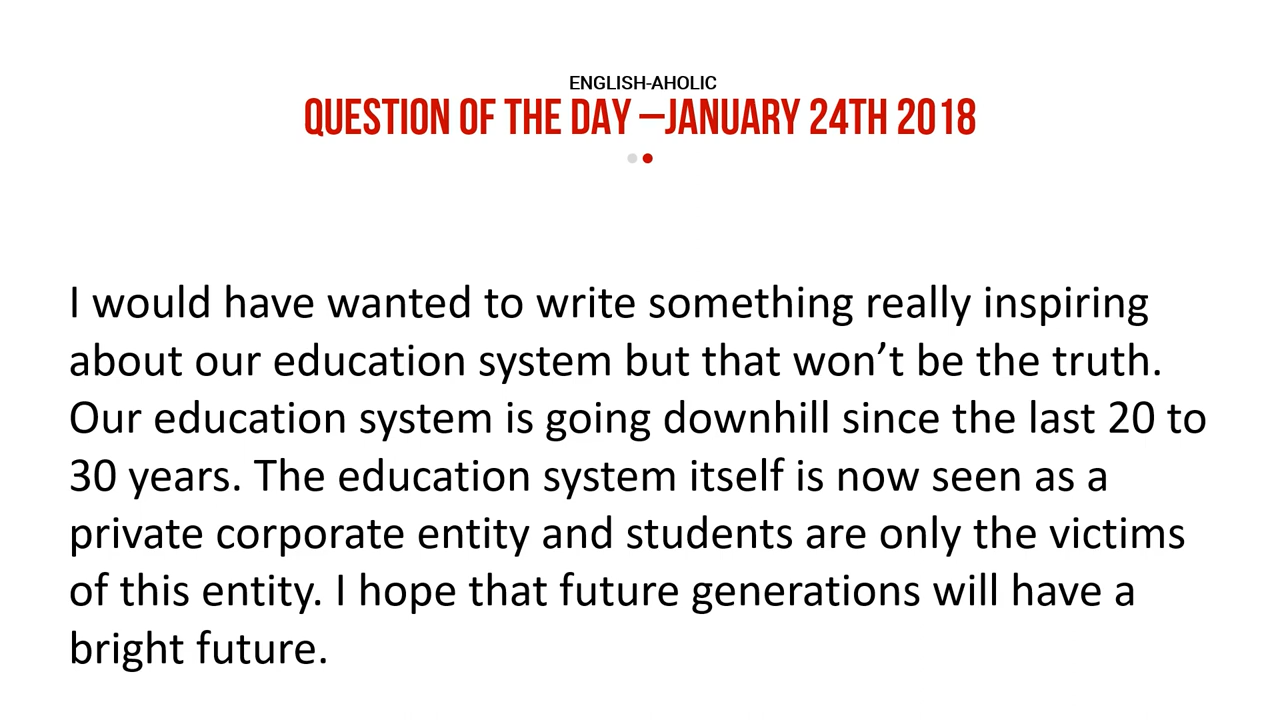 ENGLISH-AHOLIC
QUESTION OF THE DAY –JANUARY 24TH 2018
I would have wanted to write something really inspiring
about our education system but that won’t be the truth.
Our education system is going downhill since the last 20 to
30 years. The education system itself is now seen as a
private corporate entity and students are only the victims
of this entity. I hope that future generations will have a
bright future.